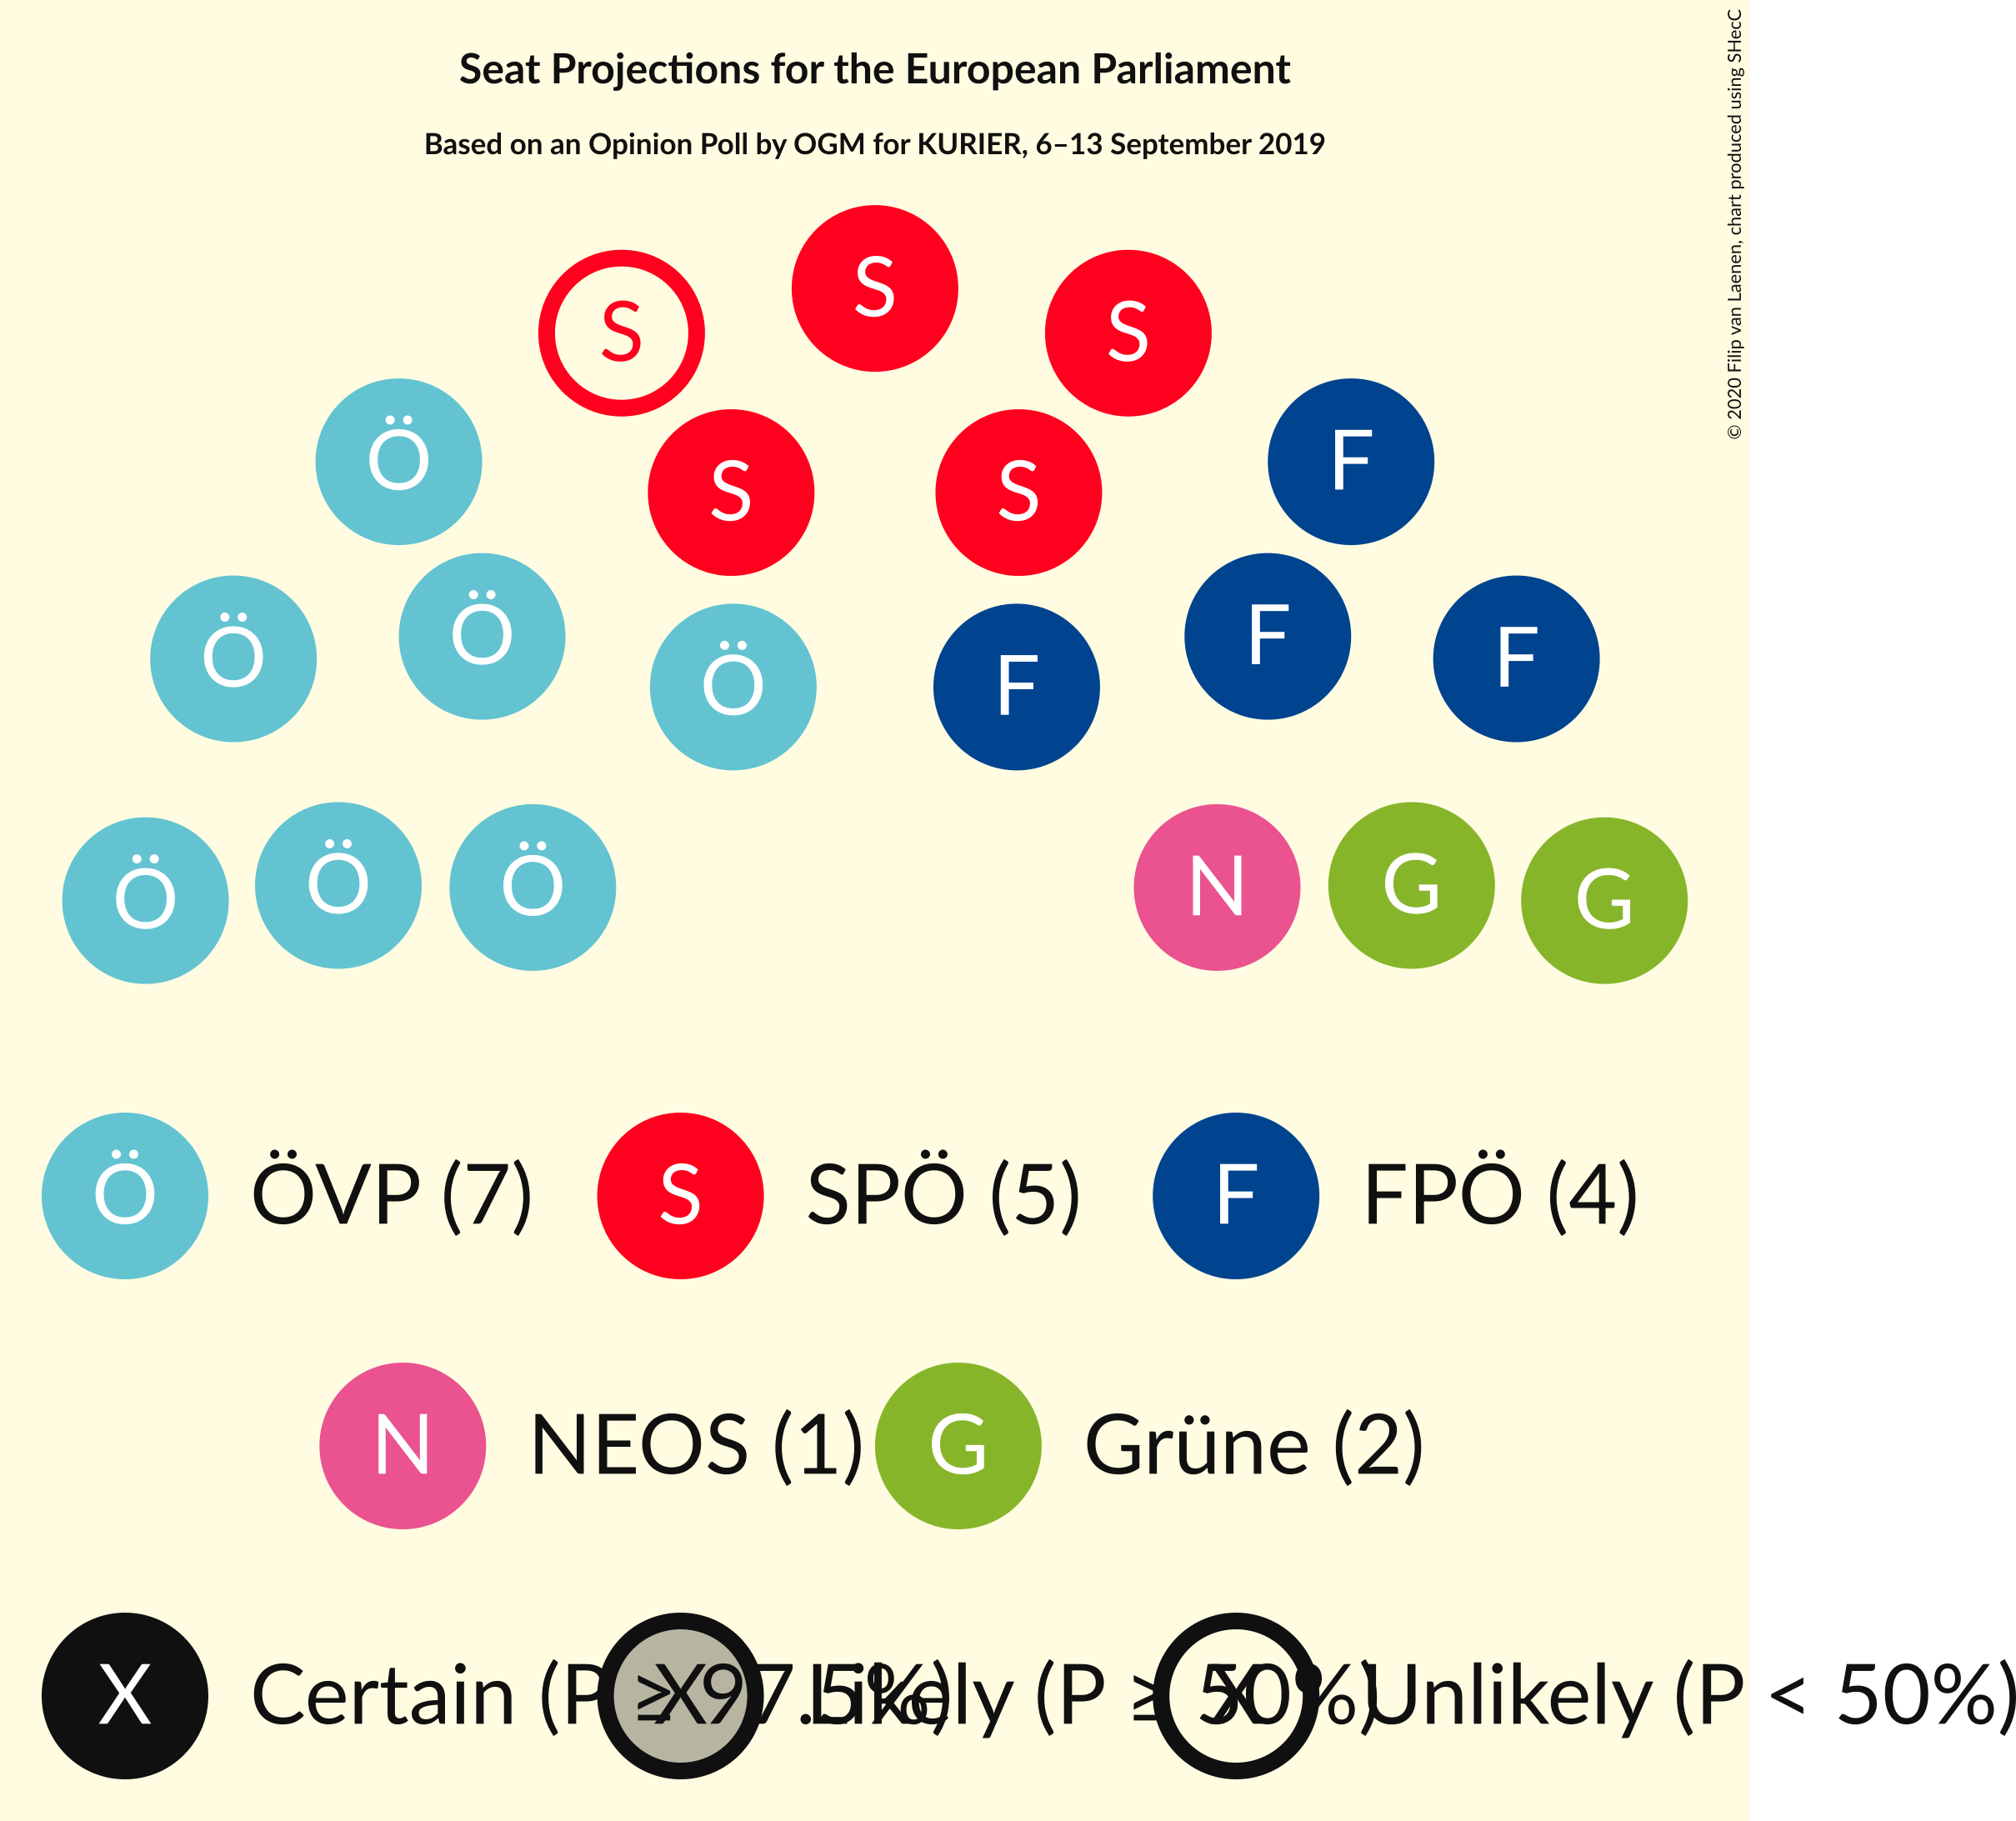 Seat Projections for the European Parliament
Based on an Opinion Poll by OGM for KURIER, 6–13 September 2019
© 2020 Filip van Laenen, chart produced using SHecC
S
S S
Ö S S F
Ö Ö Ö F F F
Ö Ö Ö N G G
Ö ÖVP (7) S SPÖ (5) F FPÖ (4)
N NEOS (1) G Grüne (2)
X Certain (P ≥ 97.5%) X Likely (P ≥ 50%) X Unlikely (P < 50%)